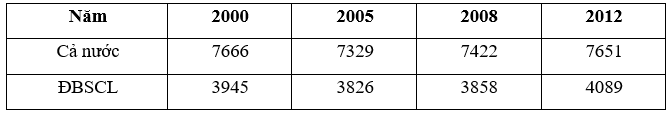 Năm 2000 2005 2008 2012
Cả nước 7666 7329 7422 7651
ĐBSCL 3945 3826 3858 4089